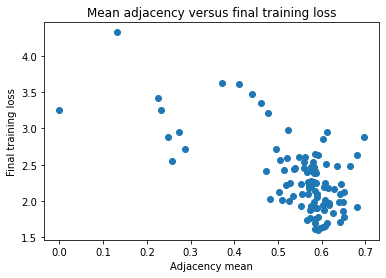 Mean adjacency versus final training loss
Final training loss
4.0
3.5
3.0
2.5
2.0
1.5
0.0 0.1 0.2 0.3 0.4 0.5 0.6 0.7
Adjacency mean